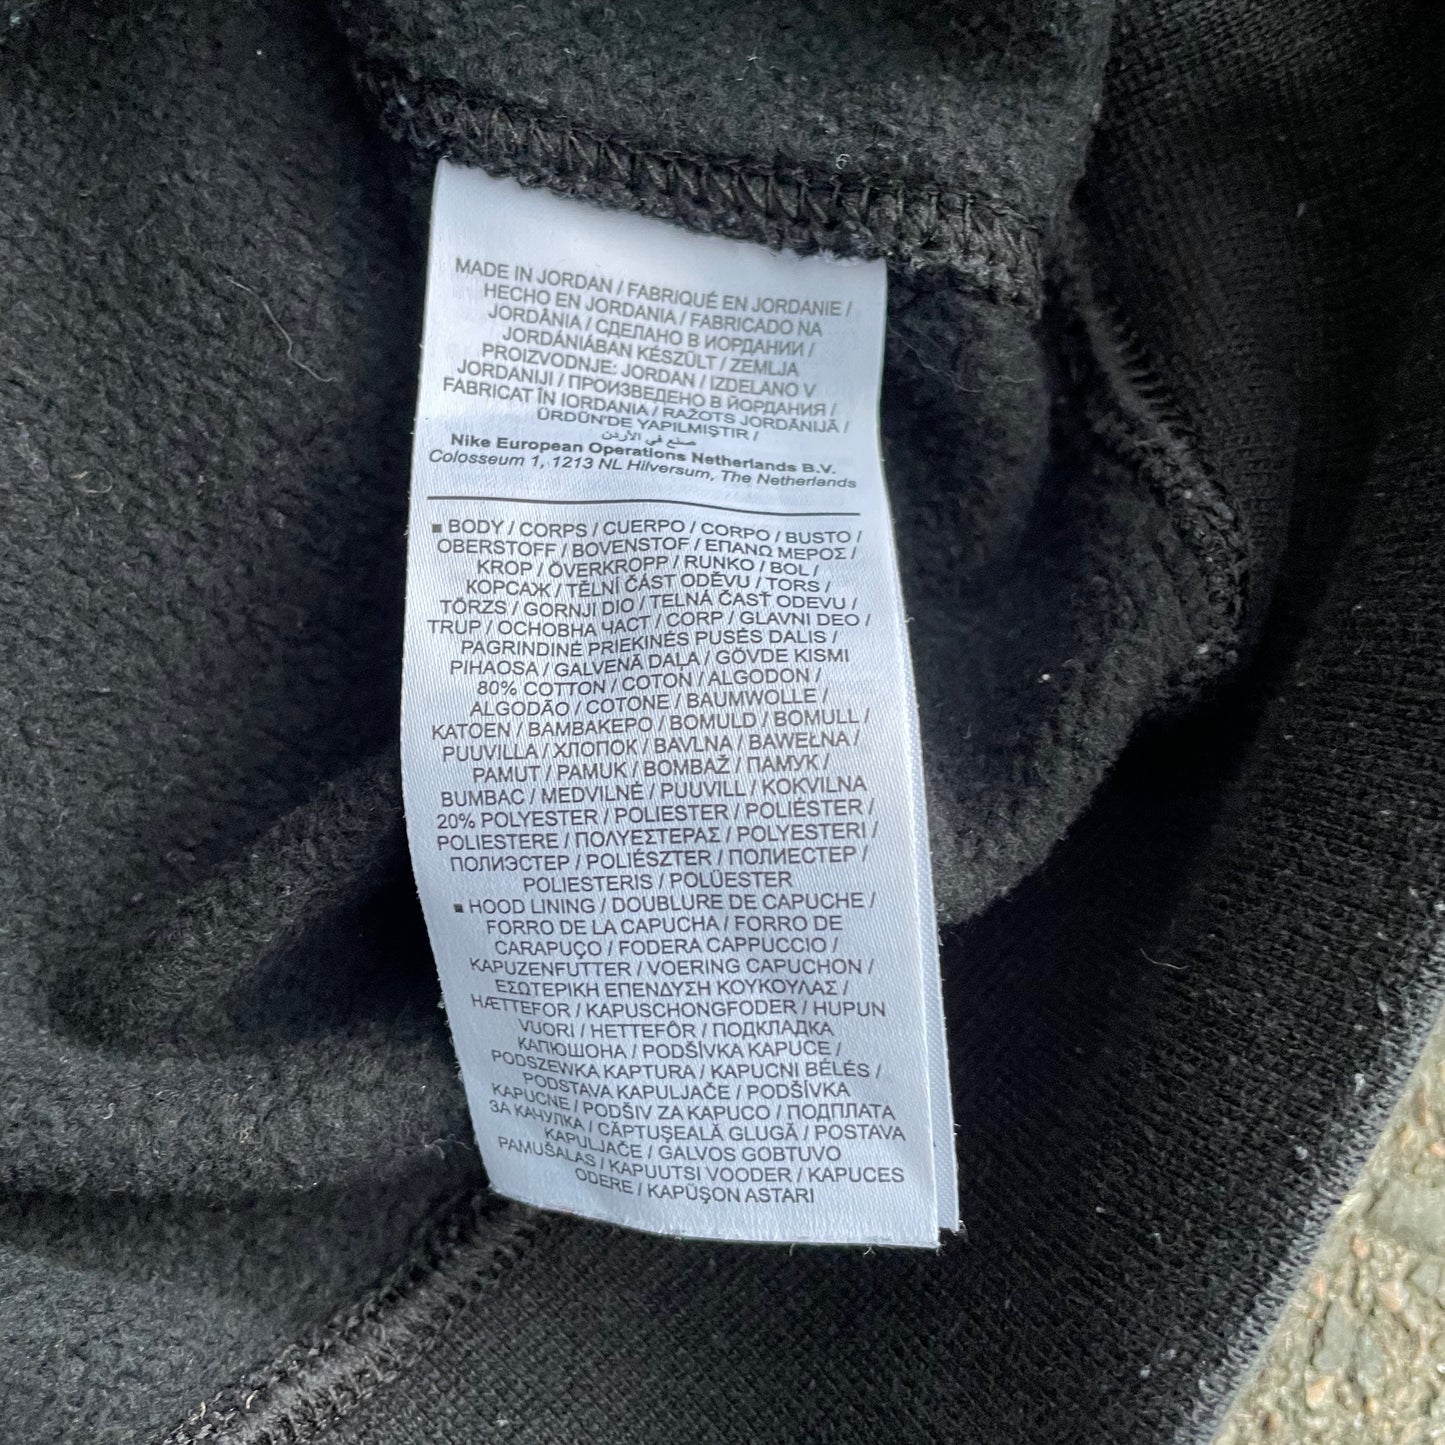 MADE IN JORDAN / FABRIQUÉ EN JORDANIE /
HECHO EN JORDANIA / FABRICADO NA
JORDÂNIA / СДЕЛАНО В ИОРДАНИИ /
JORDÁNIÁBAN KÉSZÜLT / ZEMLJA
PROIZVODNJE: JORDAN / IZDELANO V
JORDANIJI / ПРОИЗВЕДЕНО В ЙОРДАНИЯ /
FABRICAT ÎN IORDANIA / RAŽOTS JORDĀNIJĀ /
ÜRDÜN'DE YAPILMIŞTIR /
صنع في الأردن
Nike European Operations Netherlands B.V.
Colosseum 1, 1213 NL Hilversum, The Netherlands
■ BODY / CORPS / CUERPO / CORPO / BUSTO /
OBERSTOFF / BOVENSTOF / ΕΠΑΝΩ ΜΕΡΟΣ /
KROP / ÖVERKROPP / RUNKO / BOL /
КОРСАЖ / TĚLNÍ ČÁST ODĚVU / TORS /
TÖRZS / GORNJI DIO / TELNÁ ČASŤ ODEVU /
TRUP / ОСНОВНА ЧАСТ / CORP / GLAVNI DEO /
PAGRINDINĖ PRIEKINĖS PUSĖS DALIS /
PIHAOSA / GALVENĀ DAĻA / GÖVDE KISMI
80% COTTON / COTON / ALGODON /
ALGODÃO / COTONE / BAUMWOLLE /
KATOEN / ΒΑΜΒΑΚΕΡΟ / BOMULD / BOMULL /
PUUVILLA / ХЛОПОК / BAVLNA / BAWEŁNA /
PAMUT / PAMUK / BOMBAŽ / ПАМУК /
BUMBAC / MEDVILNĖ / PUUVILL / KOKVILNA
20% POLYESTER / POLIESTER / POLIÉSTER /
POLIESTERE / ΠΟΛΥΕΣΤΕΡΑΣ / POLYESTERI /
ПОЛИЭСТЕР / POLIÉSZTER / ПОЛИЕСТЕР /
POLIESTERIS / POLÜESTER
■ HOOD LINING / DOUBLURE DE CAPUCHE /
FORRO DE LA CAPUCHA / FORRO DE
CARAPUÇO / FODERA CAPPUCCIO /
KAPUZENFUTTER / VOERING CAPUCHON /
ΕΣΩΤΕΡΙΚΗ ΕΠΕΝΔΥΣΗ ΚΟΥΚΟΥΛΑΣ /
HÆTTEFOR / KAPUSCHONGFODER / HUPUN
VUORI / HETTEFÔR / ПОДКЛАДКА
КАПЮШОНА / PODŠÍVKA KAPUCE /
PODSZEWKA KAPTURA / KAPUCNI BÉLÉS /
PODSTAVA KAPULJAČE / PODŠÍVKA
KAPUCNE / PODŠIV ZA KAPUCO / ПОДПЛАТА
ЗА КАЧУЛКА / CĂPTUŞEALĂ GLUGĂ / POSTAVA
KAPULJAČE / GALVOS GOBTUVO
PAMUŠALAS / KAPUUTSI VOODER / KAPUCES
ODERE / KAPÜŞON ASTARI